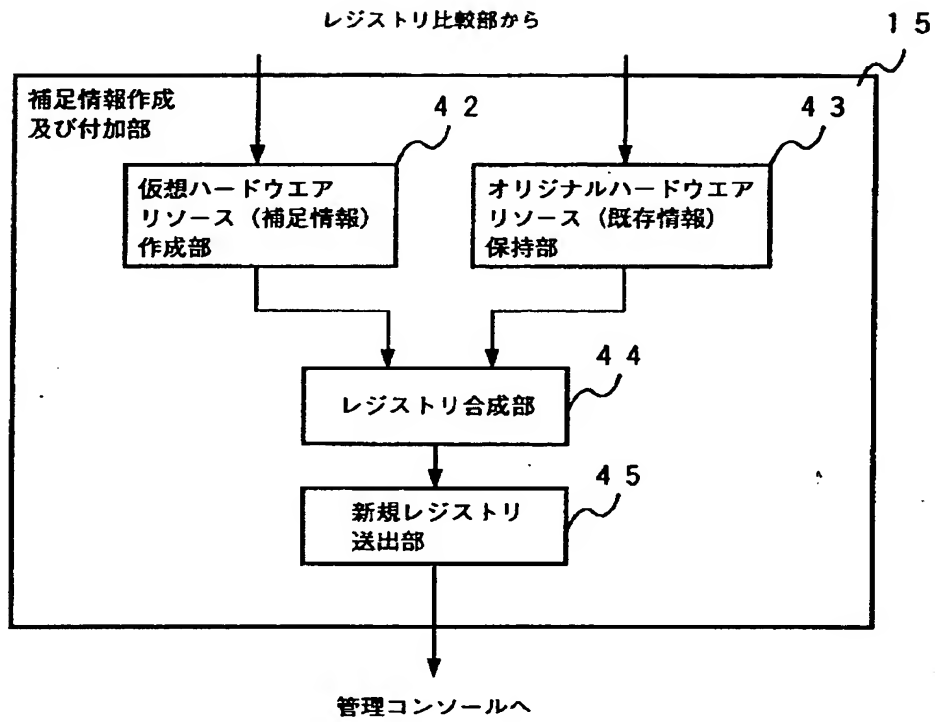 レジストリ比較部から
15
補足情報作成
及び付加部
42
43
仮想ハードウエア
リソース（補足情報）
作成部
オリジナルハードウエア
リソース（既存情報）
保持部
44
レジストリ合成部
45
新規レジストリ
送出部
管理コンソールへ